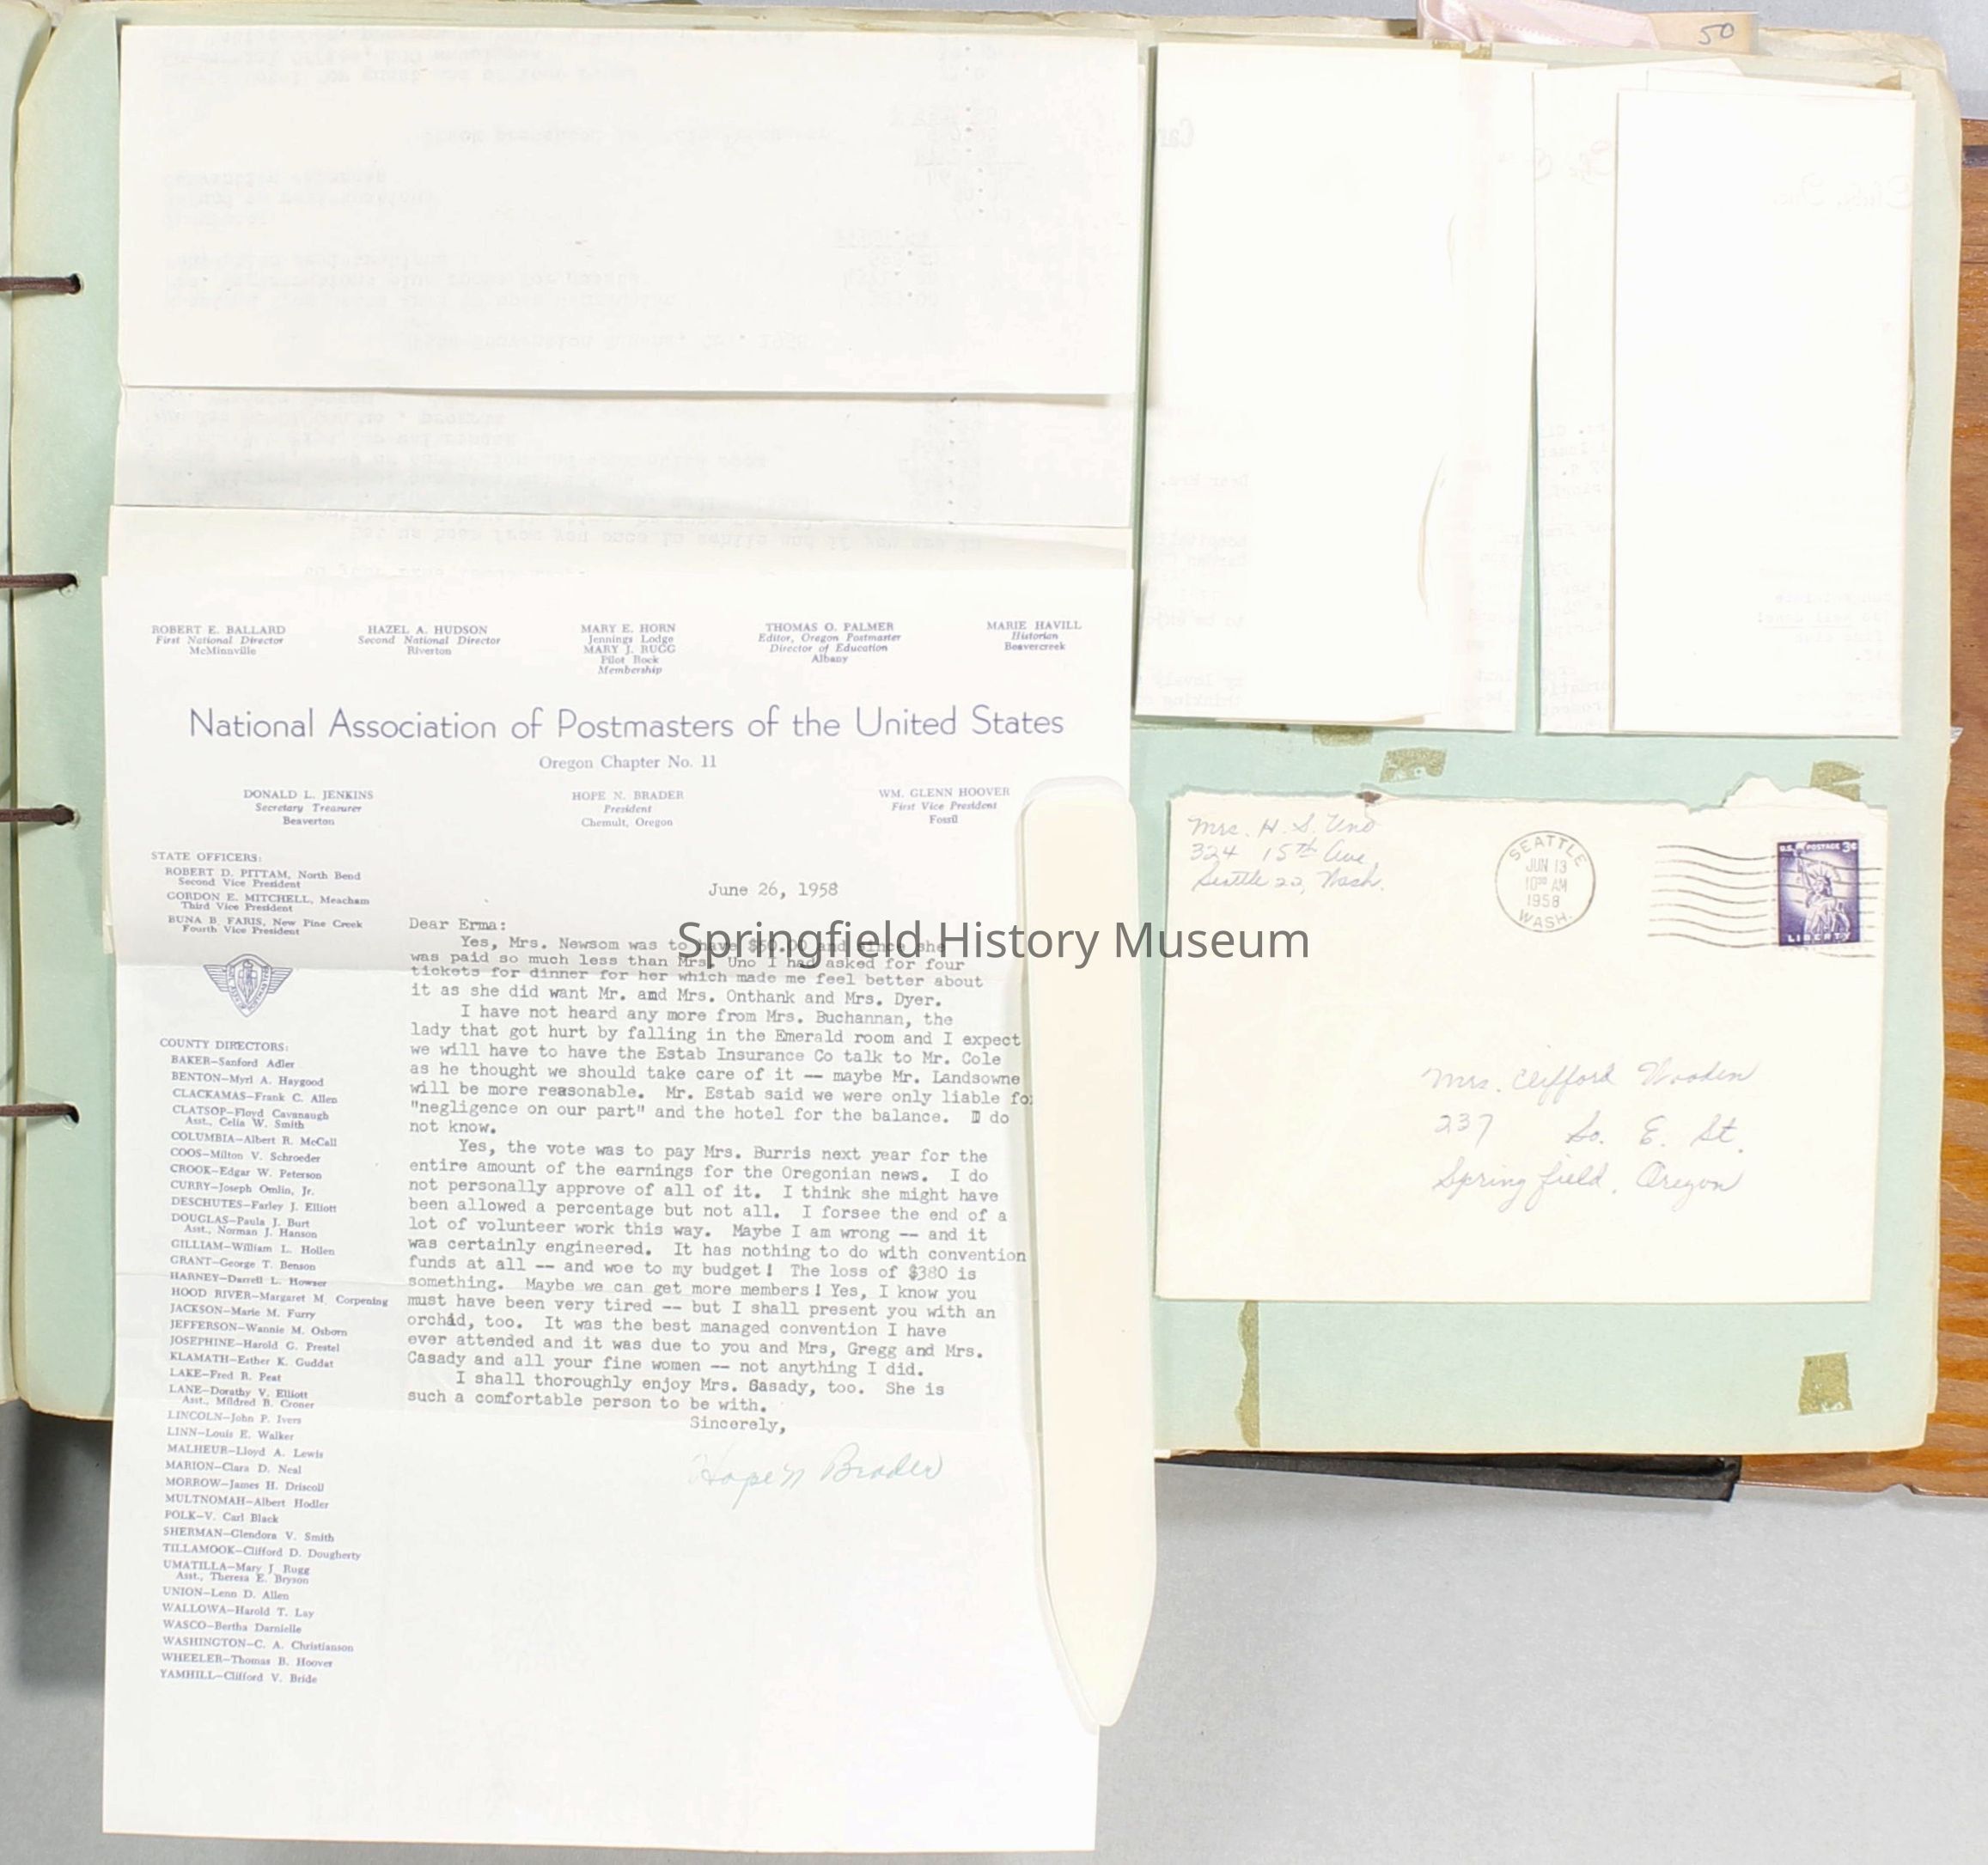 50
ROBERT E. BALLARD
First National Director
McMinnville
HAZEL A. HUDSON
Second National Director
Riverton
MARY E. HORN
Jennings Lodge
MARY J. RUGG
Pilot Rock
Membership
THOMAS O. PALMER
Editor, Oregon Postmaster
Director of Education
Albany
MARIE HAVILL
Historian
Beavercreek
National Association of Postmasters of the United States
Oregon Chapter No. 11
DONALD L. JENKINS
Secretary Treasurer
Beaverton
HOPE N. BRADER
President
Chemult, Oregon
WM. GLENN HOOVER
First Vice President
Fossil
STATE OFFICERS:
ROBERT D. PITTAM, North Bend
Second Vice President
GORDON E. MITCHELL, Meacham
Third Vice President
BUNA B. FARIS, New Pine Creek
Fourth Vice President
COUNTY DIRECTORS:
BAKER—Sanford Adler
BENTON—Myrl A. Haygood
CLACKAMAS—Frank C. Allen
CLATSOP—Floyd Cavanaugh
Asst., Celia W. Smith
COLUMBIA—Albert R. McCall
COOS—Milton V. Schroeder
CROOK—Edgar W. Peterson
CURRY—Joseph Omlin, Jr.
DESCHUTES—Farley J. Elliott
DOUGLAS—Paula J. Burt
Asst., Norman J. Hanson
GILLIAM—William L. Hollen
GRANT—George T. Benson
HARNEY—Darrell L. Howser
HOOD RIVER—Margaret M. Corpening
JACKSON—Marie M. Furry
JEFFERSON—Wannie M. Osborn
JOSEPHINE—Harold G. Prestel
KLAMATH—Esther K. Guddat
LAKE—Fred R. Peat
LANE—Dorathy V. Elliott
Asst., Mildred B. Croner
LINCOLN—John P. Ivers
LINN—Louis E. Walker
MALHEUR—Lloyd A. Lewis
MARION—Clara D. Neal
MORROW—James H. Driscoll
MULTNOMAH—Albert Hodler
POLK—V. Carl Black
SHERMAN—Glendora V. Smith
TILLAMOOK—Clifford D. Dougherty
UMATILLA—Mary J. Rugg
Asst., Theresa E. Bryson
UNION—Lenn D. Allen
WALLOWA—Harold T. Lay
WASCO—Bertha Darnielle
WASHINGTON—C. A. Christianson
WHEELER—Thomas B. Hoover
YAMHILL—Clifford V. Bride
June 26, 1958
Dear Erma:
Yes, Mrs. Newsom was to have $50.00 and since she
was paid so much less than Mrs. Uno I had asked for four
tickets for dinner for her which made me feel better about
it as she did want Mr. and Mrs. Onthank and Mrs. Dyer.
I have not heard any more from Mrs. Buchannan, the
lady that got hurt by falling in the Emerald room and I expect
we will have to have the Estab Insurance Co talk to Mr. Cole
as he thought we should take care of it -- maybe Mr. Landsowne
will be more reasonable. Mr. Estab said we were only liable for
"negligence on our part" and the hotel for the balance. I do
not know.
Yes, the vote was to pay Mrs. Burris next year for the
entire amount of the earnings for the Oregonian news. I do
not personally approve of all of it. I think she might have
been allowed a percentage but not all. I forsee the end of a
lot of volunteer work this way. Maybe I am wrong -- and it
was certainly engineered. It has nothing to do with convention
funds at all -- and woe to my budget! The loss of $380 is
something. Maybe we can get more members! Yes, I know you
must have been very tired -- but I shall present you with an
orchid, too. It was the best managed convention I have
ever attended and it was due to you and Mrs, Gregg and Mrs.
Casady and all your fine women -- not anything I did.
I shall thoroughly enjoy Mrs. Casady, too. She is
such a comfortable person to be with.
Sincerely,
Hope N Brader
Springfield History Museum
Mrs. H. S. Uno
324 15th Ave,
Seattle 22, Wash.
SEATTLE
JUN 13
10 30 AM
1958
WASH.
U.S. POSTAGE 3¢
LIBERTY
Mrs. Clifford Wooden
237 So. E. St.
Springfield, Oregon